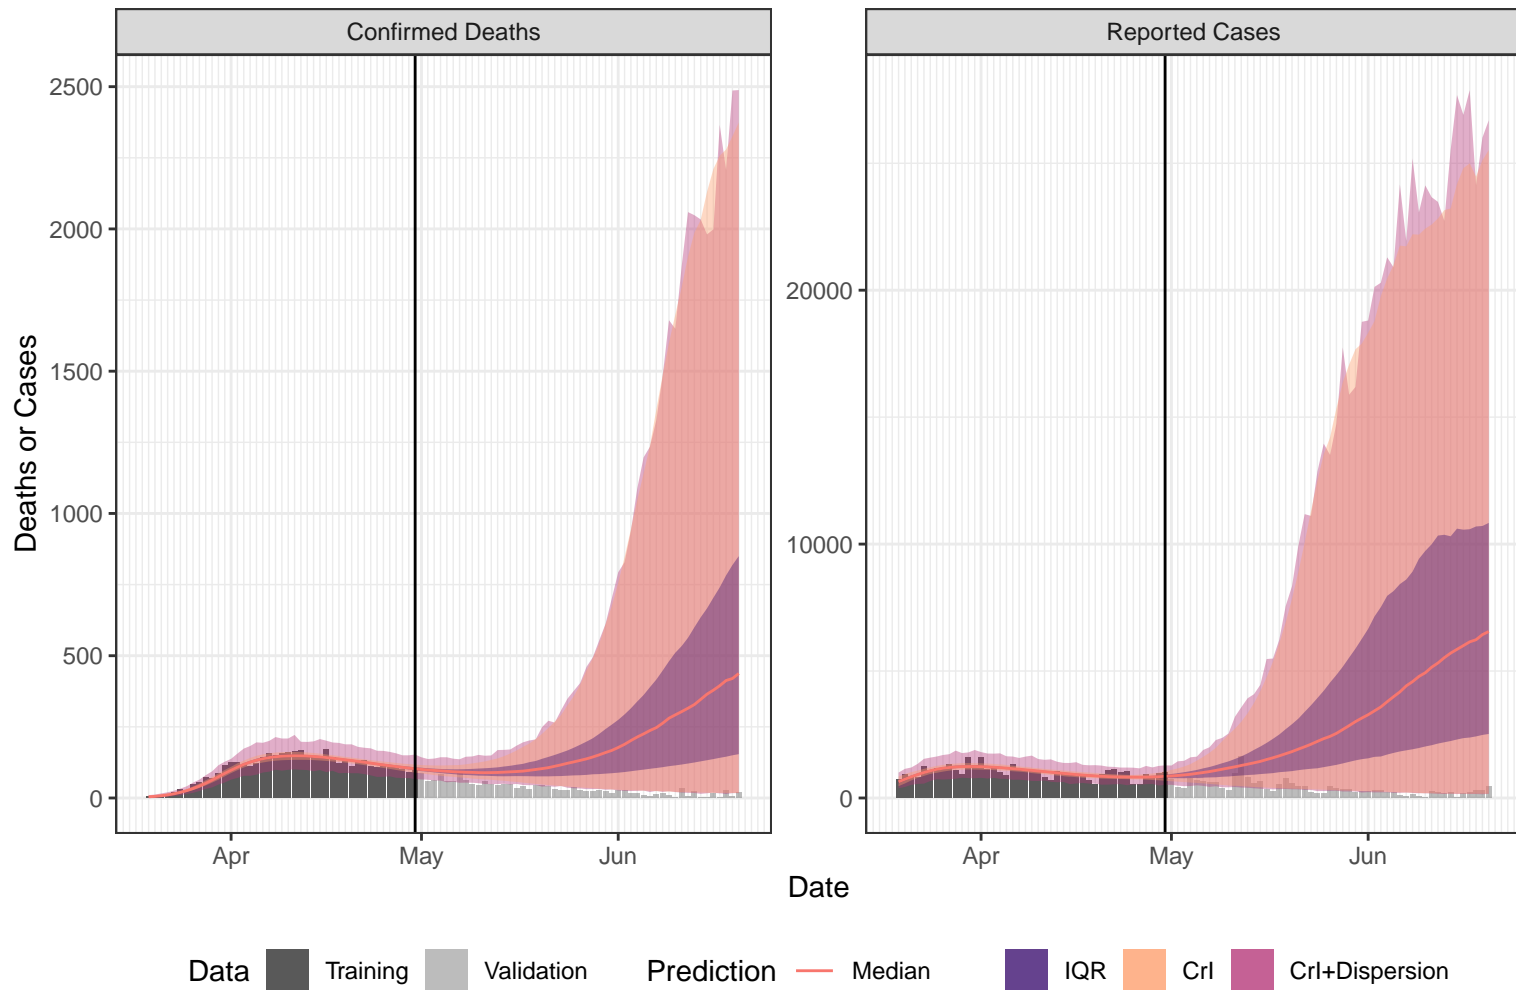 Confirmed Deaths
Reported Cases
Deaths or Cases
2500
2000
1500
1000
500
0
20000
10000
0
Apr
May
Jun
Apr
May
Jun
Date
Data
Training
Validation
Prediction
Median
IQR
CrI
CrI+Dispersion